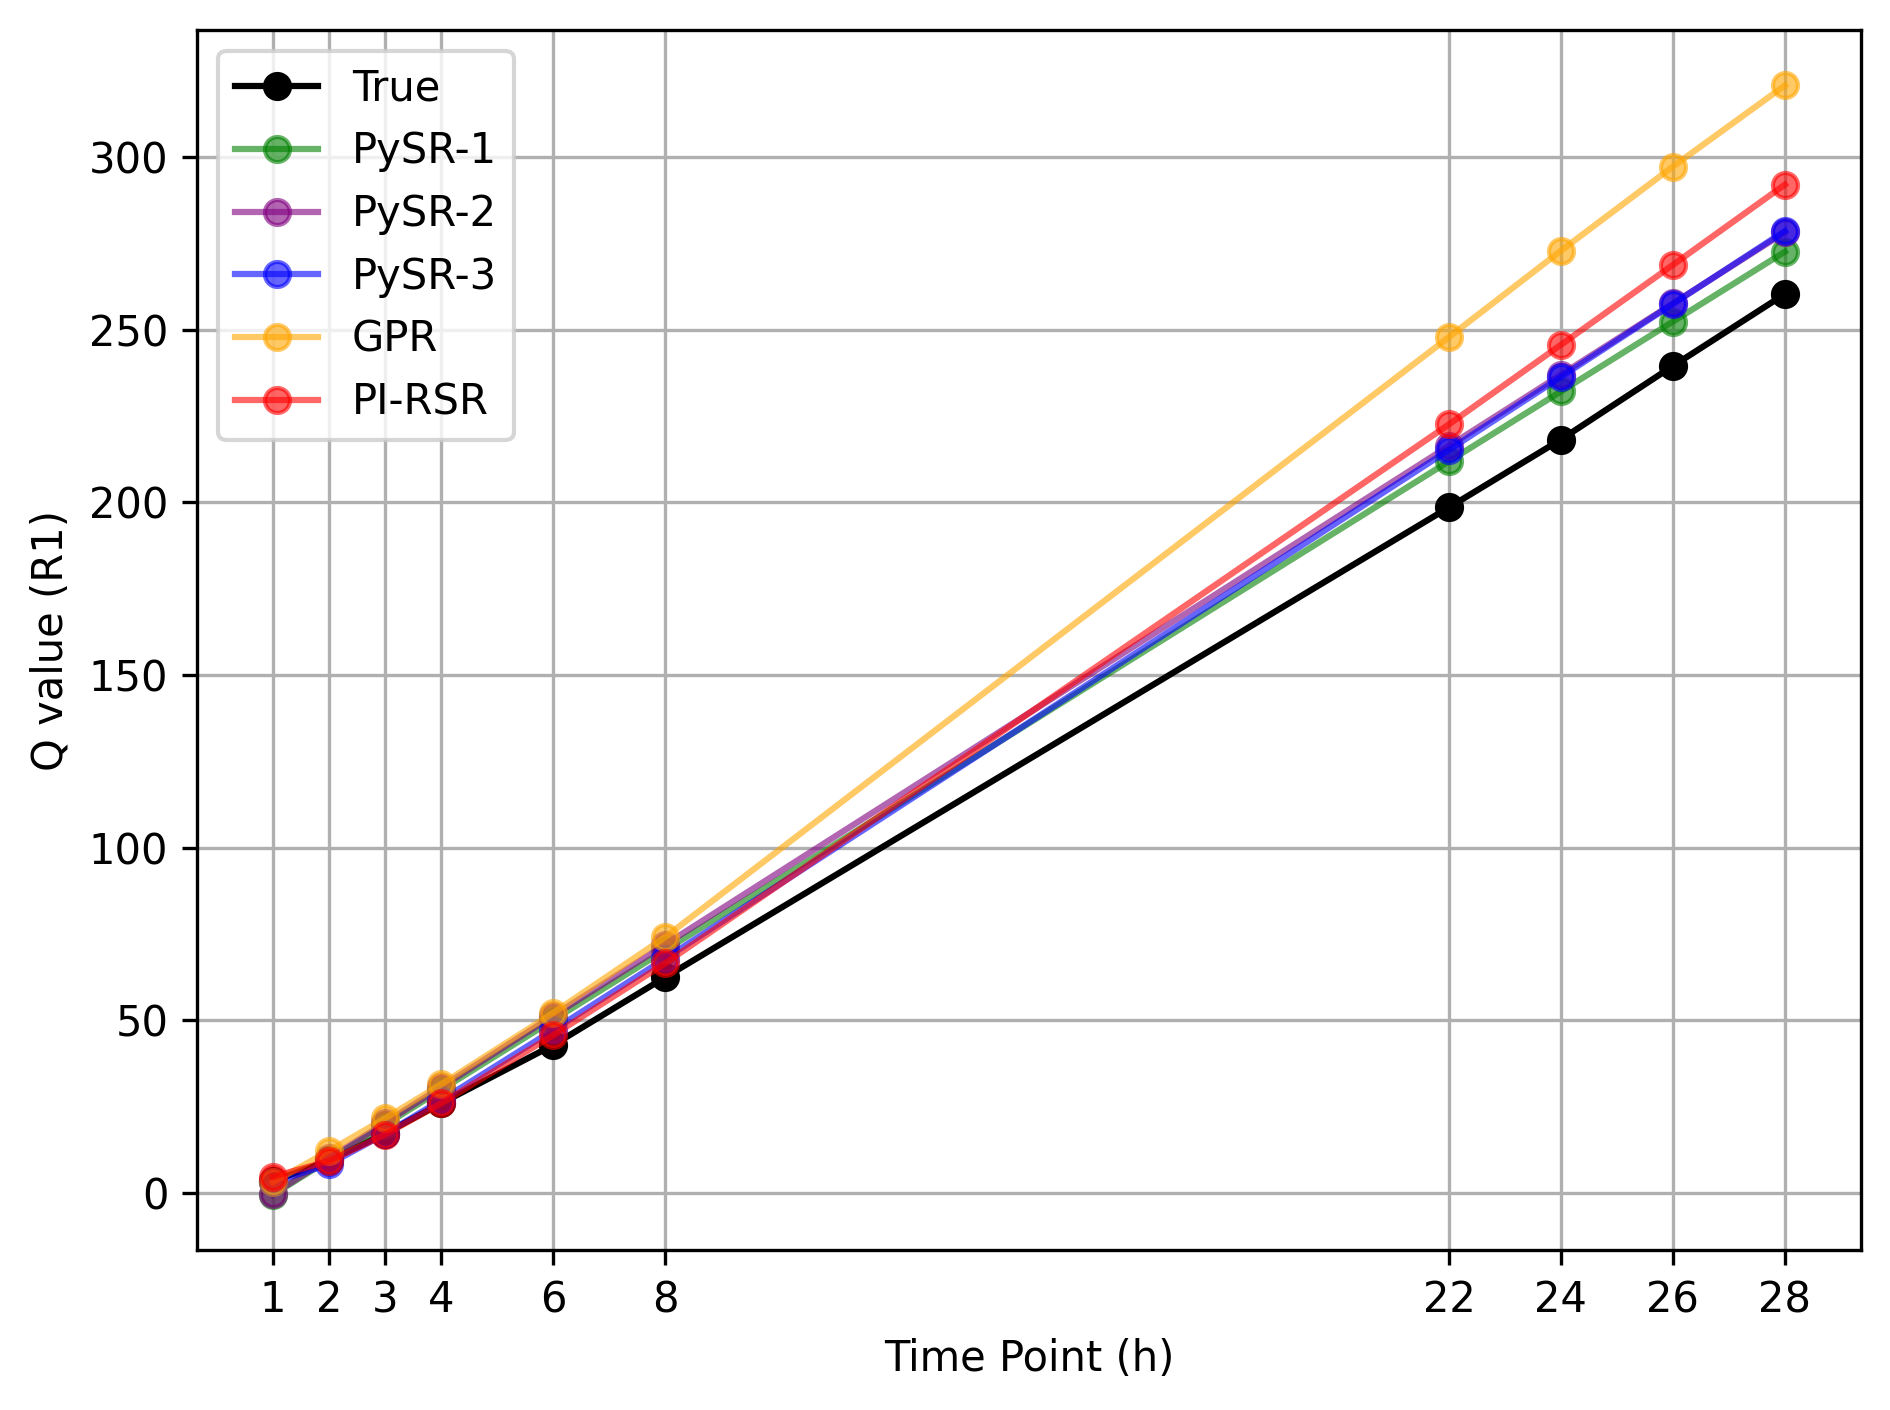 True
PySR-1
PySR-2
PySR-3
GPR
PI-RSR
300
250
200
150
100
50
0
Q value (R1)
1 2 3 4 6 8 22 24 26 28
Time Point (h)